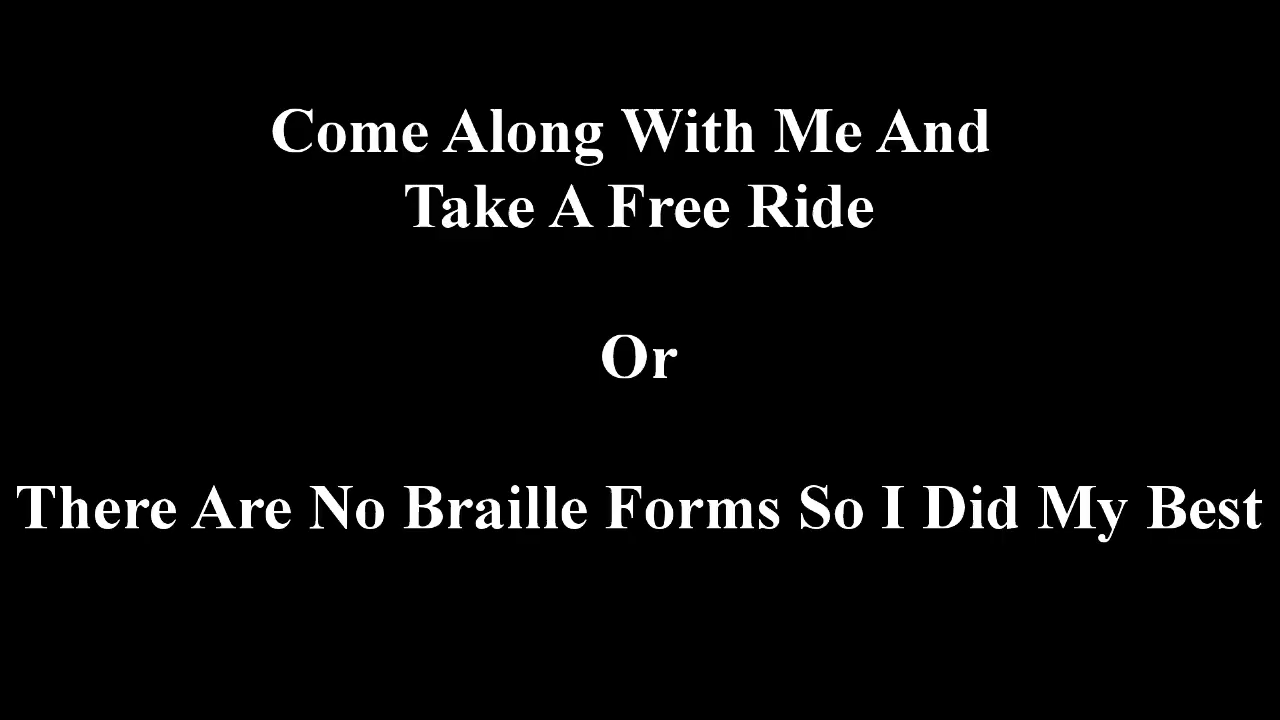 Come Along With Me And
Take A Free Ride
Or
There Are No Braille Forms So I Did My Best